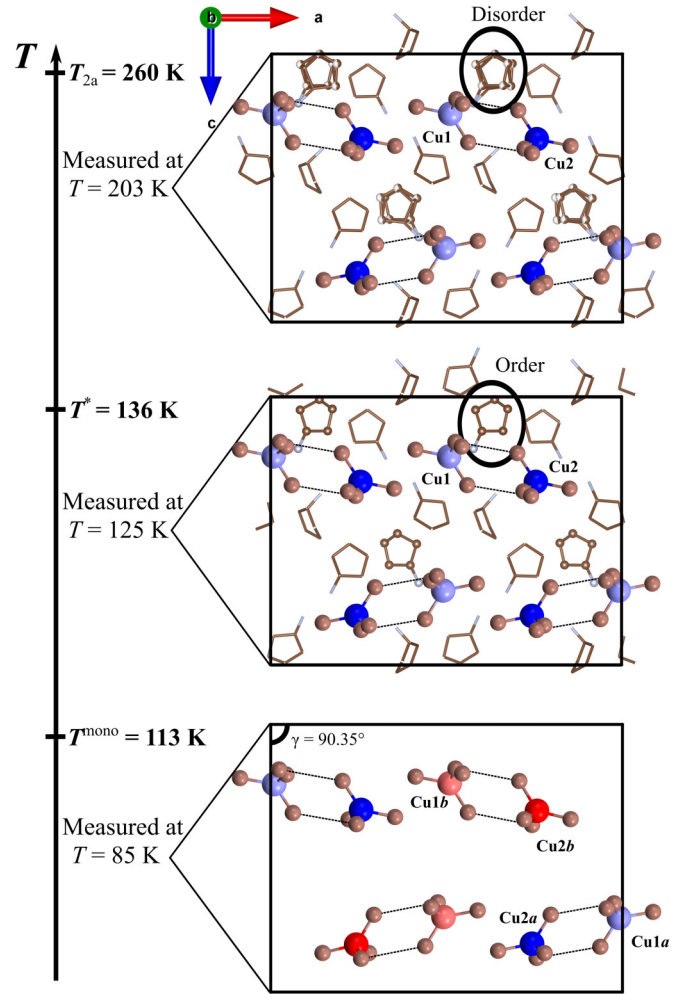 b
a
c
Disorder
T
T2a = 260 K
Cu1
Cu2
Measured at
T = 203 K
Order
T* = 136 K
Cu1
Cu2
Measured at
T = 125 K
Tmono = 113 K
γ = 90.35°
Cu1b
Cu2b
Measured at
T = 85 K
Cu2a
Cu1a